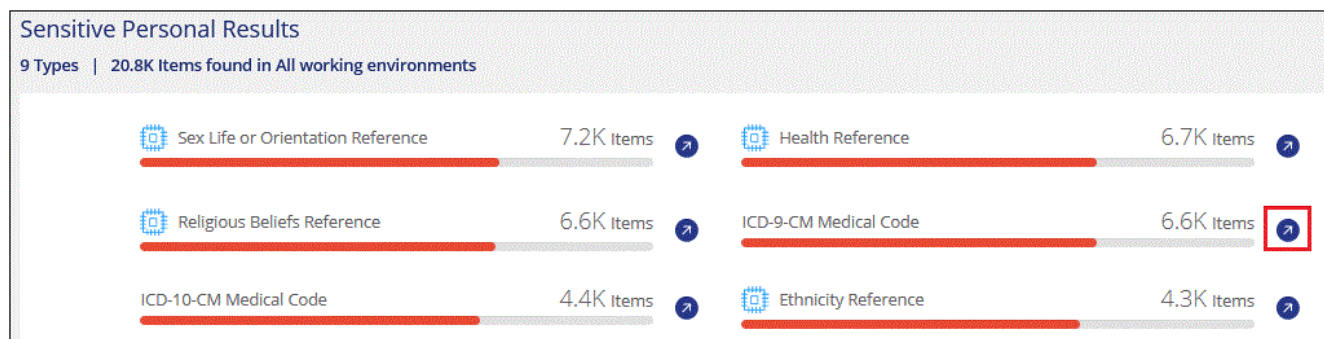 Sensitive Personal Results
9 Types | 20.8K Items found in All working environments
Sex Life or Orientation Reference 7.2K Items
Health Reference 6.7K Items
Religious Beliefs Reference 6.6K Items
ICD-9-CM Medical Code 6.6K Items
ICD-10-CM Medical Code 4.4K Items
Ethnicity Reference 4.3K Items